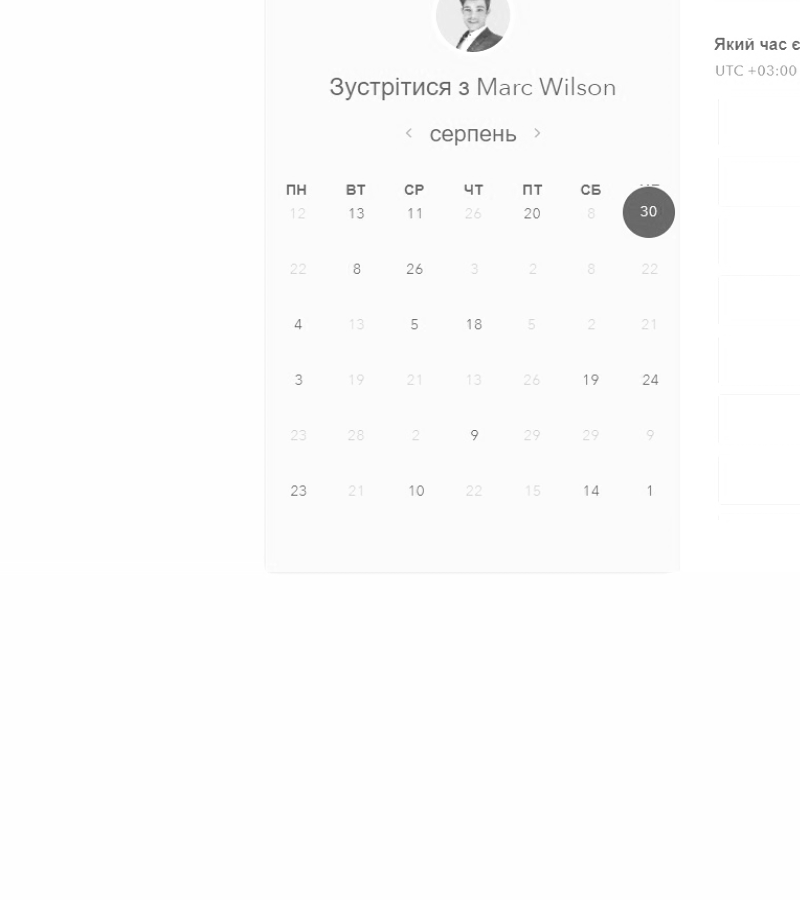 Зустрітися з Marc Wilson
серпень
ПН ВТ СР ЧТ ПТ СБ
12 13 11 26 20 8 30
22 8 26 3 2 8 22
4 13 5 18 5 2 21
3 19 21 13 26 19 24
23 28 2 9 29 29 9
23 21 10 22 15 14 1
Який час є
UTC +03:00